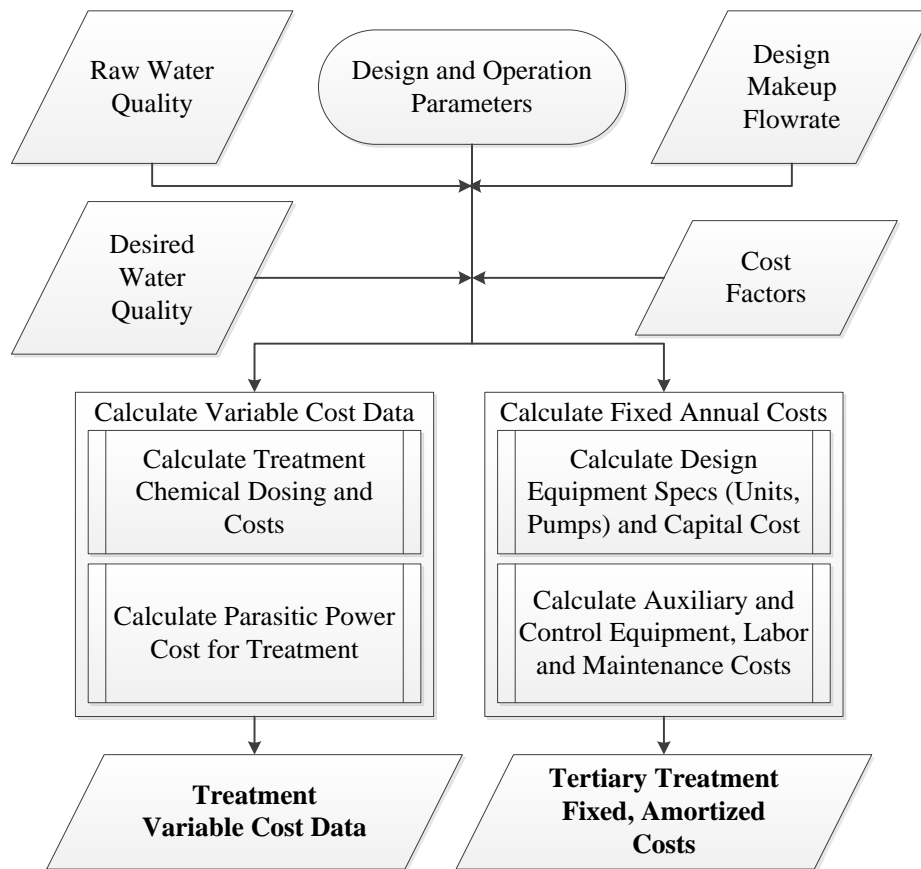 Raw Water
Quality
Design and Operation
Parameters
Design
Makeup
Flowrate
Desired
Water
Quality
Cost
Factors
Calculate Variable Cost Data
Calculate Treatment
Chemical Dosing and
Costs
Calculate Parasitic Power
Cost for Treatment
Calculate Fixed Annual Costs
Calculate Design
Equipment Specs (Units,
Pumps) and Capital Cost
Calculate Auxiliary and
Control Equipment, Labor
and Maintenance Costs
Treatment
Variable Cost Data
Tertiary Treatment
Fixed, Amortized
Costs